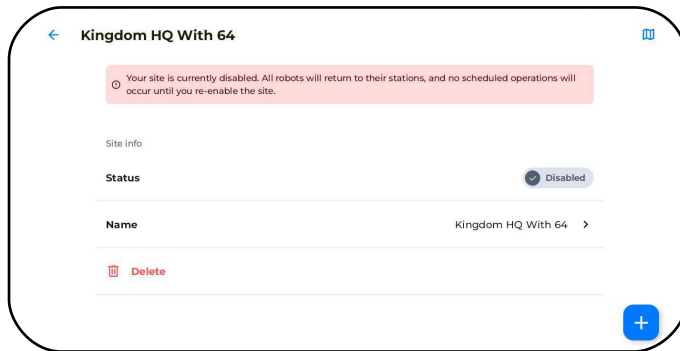 Kingdom HQ With 64
Your site is currently disabled. All robots will return to their stations, and no scheduled operations will
occur until you re-enable the site.
Site info
Status
Disabled
Name
Kingdom HQ With 64
Delete